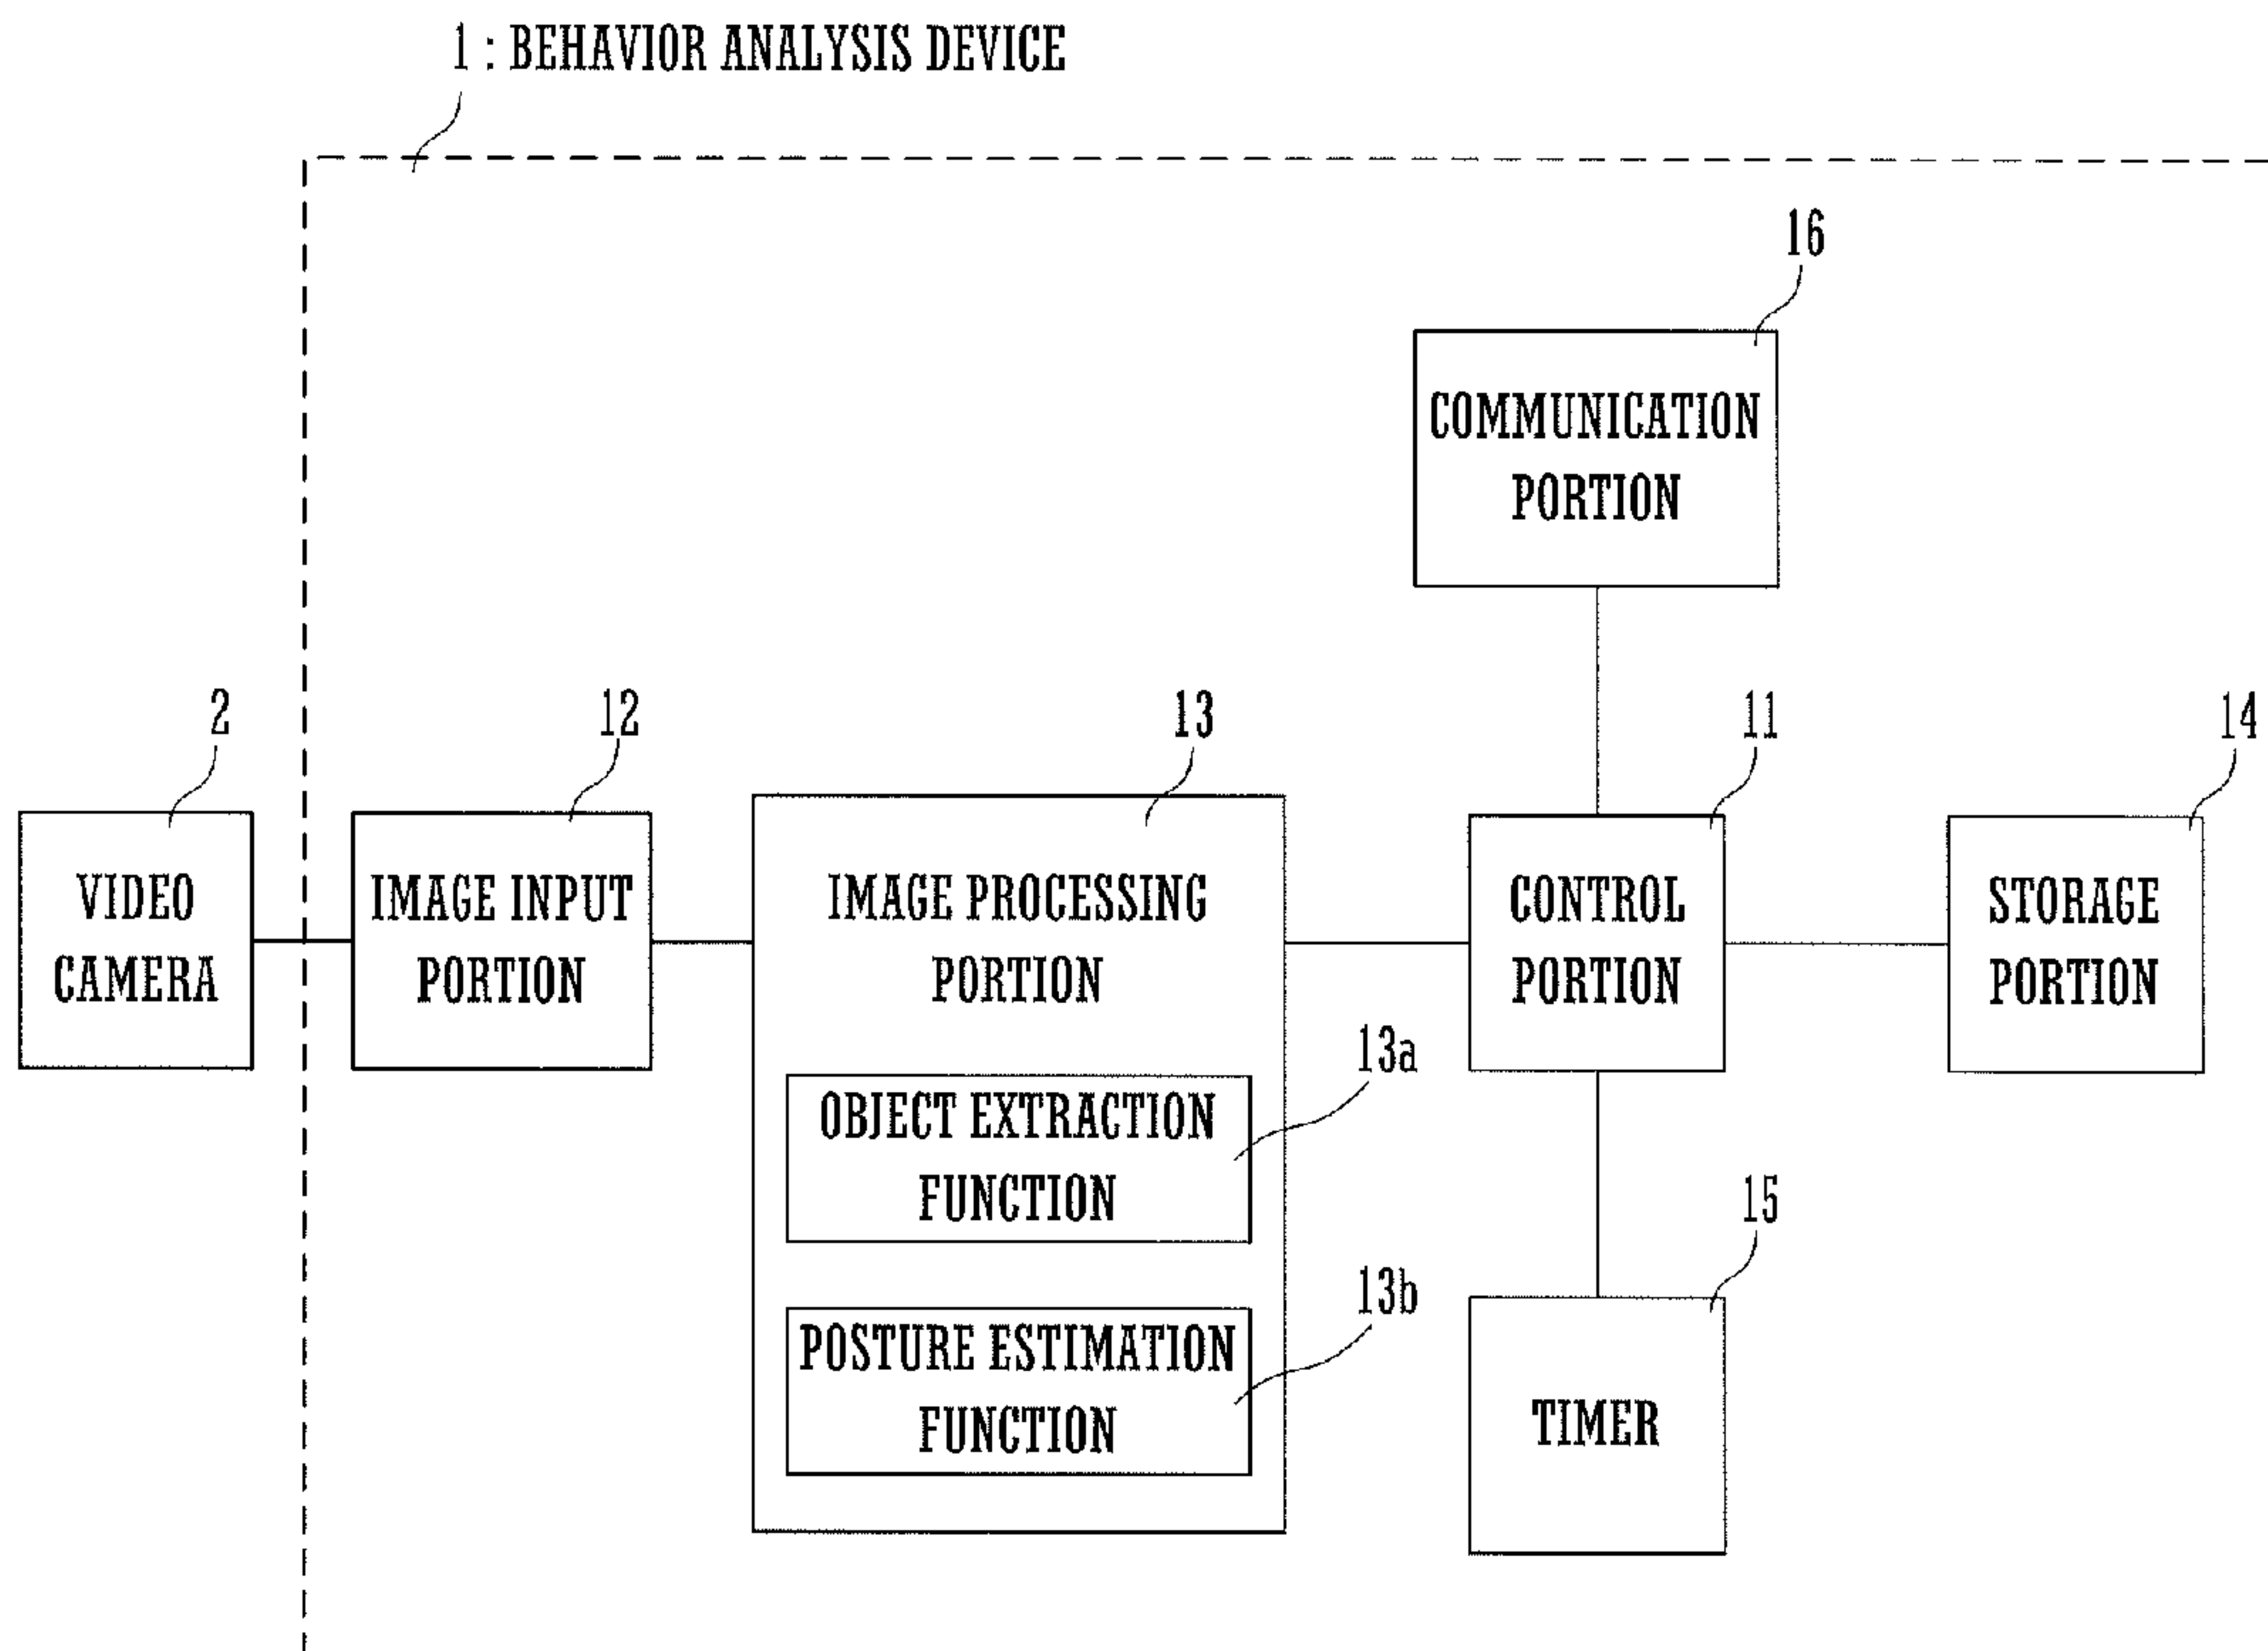 1 : BEHAVIOR ANALYSIS DEVICE
16
COMMUNICATION
PORTION
2
12
13
11
14
VIDEO
CAMERA
IMAGE INPUT
PORTION
IMAGE PROCESSING
PORTION
CONTROL
PORTION
STORAGE
PORTION
13a
OBJECT EXTRACTION
FUNCTION
15
13b
POSTURE ESTIMATION
FUNCTION
TIMER